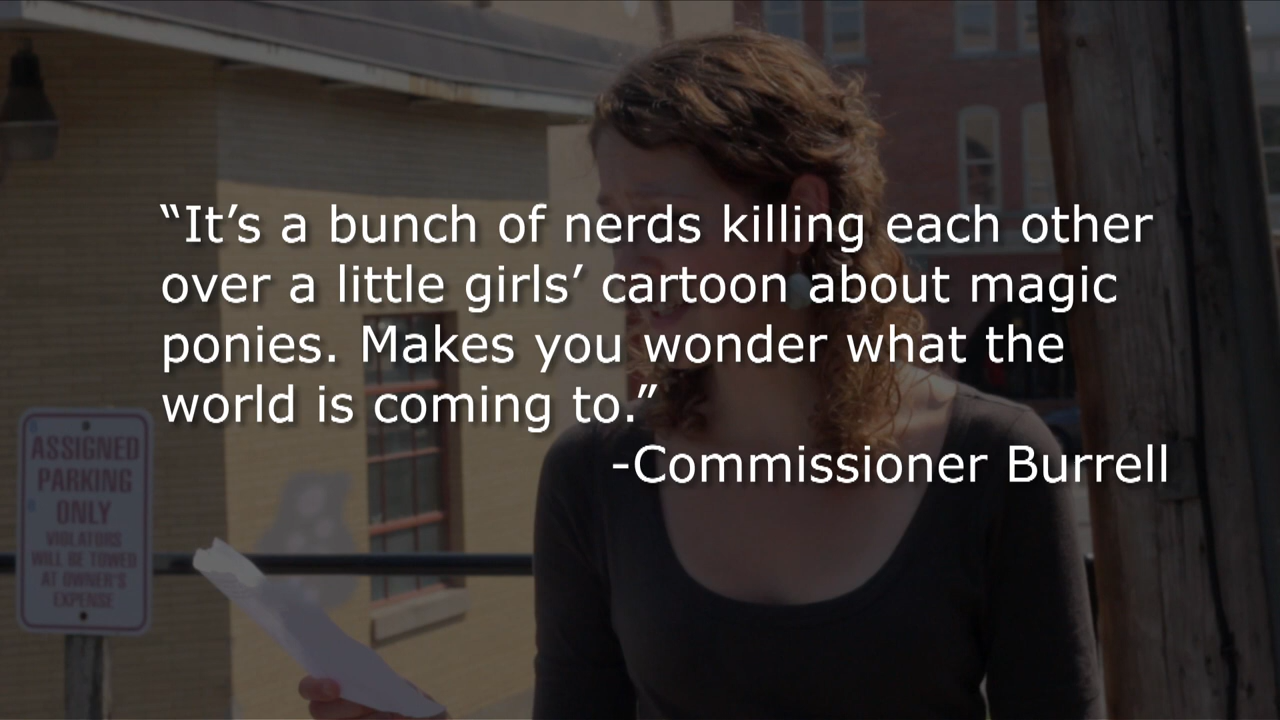 “It’s a bunch of nerds killing each other
over a little girls’ cartoon about magic
ponies. Makes you wonder what the
world is coming to.”
-Commissioner Burrell
ASSIGNED
PARKING
ONLY
VIOLATORS
WILL BE TOWED
AT OWNER'S
EXPENSE